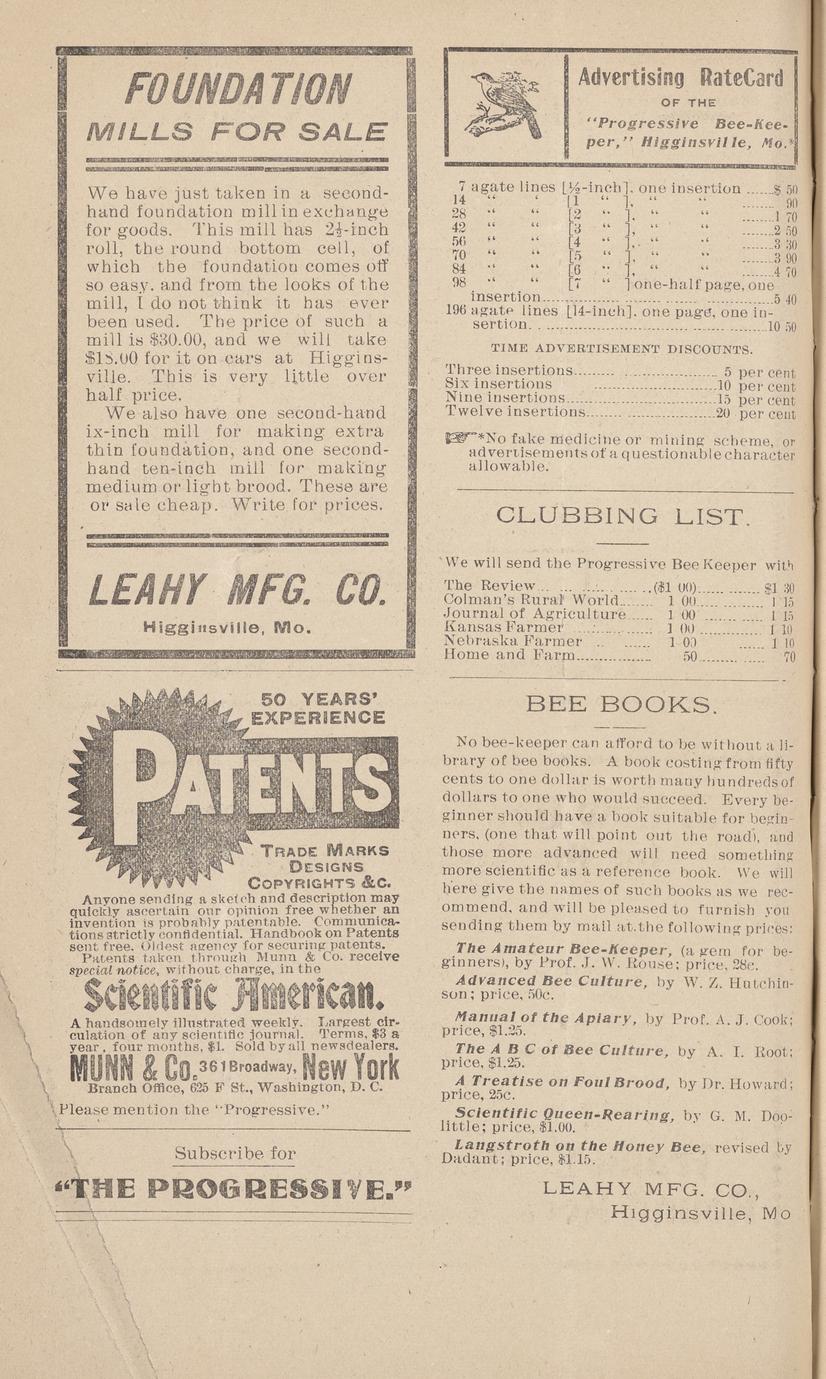 FOUNDATION
MILLS FOR SALE
We have just taken in a second-
hand foundation mill in exchange
for goods. This mill has 2½-inch
roll, the round bottom cell, of
which the foundation comes off
so easy. and from the looks of the
mill, I do not think it has ever
been used. The price of such a
mill is $30.00, and we will take
for it on cars at Higgins-
ville. This is very little over
half price.
We also have one second-hand
ix-inch mill for making extra
thin foundation, and one second-
hand ten-inch mill for making
medium or light brood. These are
or sale cheap. Write for prices.
LEAHY MFG. CO.
Higginsville, Mo.
50 YEARS'
EXPERIENCE
PATENTS
TRADE MARKS
DESIGNS
COPYRIGHTS &C.
Anyone sending a sketch and description may
quickly ascertain our opinion free whether an
invention is probably patentable. Communica-
tions strictly confidential. Handbook on Patents
sent free. Oldest agency for securing patents.
Patents taken through Munn & Co. receive
special notice, without charge, in the
Scientific American.
A handsomely illustrated weekly. Largest cir-
culation of any scientific journal. Terms, $3 a
year, four months, $1. Sold by all newsdealers.
MUNN & Co. 361 Broadway, New York
Branch Office, 625 F St., Washington, D. C.
Please mention the "Progressive."
Subscribe for
"THE PROGRESSIVE."
Advertising RateCard
OF THE
"Progressive Bee-Kee-
per," Higginsville, Mo.*
7 agate lines [½-inch], one insertion ......$ 50
14 " " [1 " ], " " ........ 90
28 " " [2 " ], " " ........1 70
42 " " [3 " ], " " ........2 50
56 " " [4 " ], " " ........3 30
70 " " [5 " ], " " ........3 90
84 " " [6 " ], " " ........4 70
98 " " [7 " ] one-half page, one
insertion...................................5 40
196 agate lines [14-inch]. one page, one in-
sertion. ...................................10 50
TIME ADVERTISEMENT DISCOUNTS.
Three insertions................................ 5 per cent
Six insertions ............................10 per cent
Nine insertions...............................15 per cent
Twelve insertions...........................20 per cent
☞*No fake medicine or mining scheme, or
advertisements of a questionable character
allowable.
CLUBBING LIST.
We will send the Progressive Bee Keeper with
The Review.....................($1 00)............$1 30
Colman's Rural World....... 1 00............ 1 15
Journal of Agriculture...... 1 00 ........... 1 15
Kansas Farmer ............... 1 00 ............ 1 10
Nebraska Farmer .. ...... 1 00 ...... 1 10
Home and Farm................ 50.......... 70
BEE BOOKS.
No bee-keeper can afford to be without a li-
brary of bee books. A book costing from fifty
cents to one dollar is worth many hundreds of
dollars to one who would succeed. Every be-
ginner should have a book suitable for begin-
ners, (one that will point out the road), and
those more advanced will need something
more scientific as a reference book. We will
here give the names of such books as we rec-
ommend, and will be pleased to furnish you
sending them by mail at the following prices:
The Amateur Bee-Keeper, (a gem for be-
ginners), by Prof. J. W. Rouse; price, 28c.
Advanced Bee Culture, by W. Z. Hutchin-
son; price, 50c.
Manual of the Apiary, by Prof. A. J. Cook;
price, $1.25.
The A B C of Bee Culture, by A. I. Root;
price, $1.25.
A Treatise on Foul Brood, by Dr. Howard;
price, 25c.
Scientific Queen-Rearing, by G. M. Doo-
little; price, $1.00.
Langstroth on the Honey Bee, revised by
Dadant; price, $1.15.
LEAHY MFG. CO.,
Higginsville, Mo